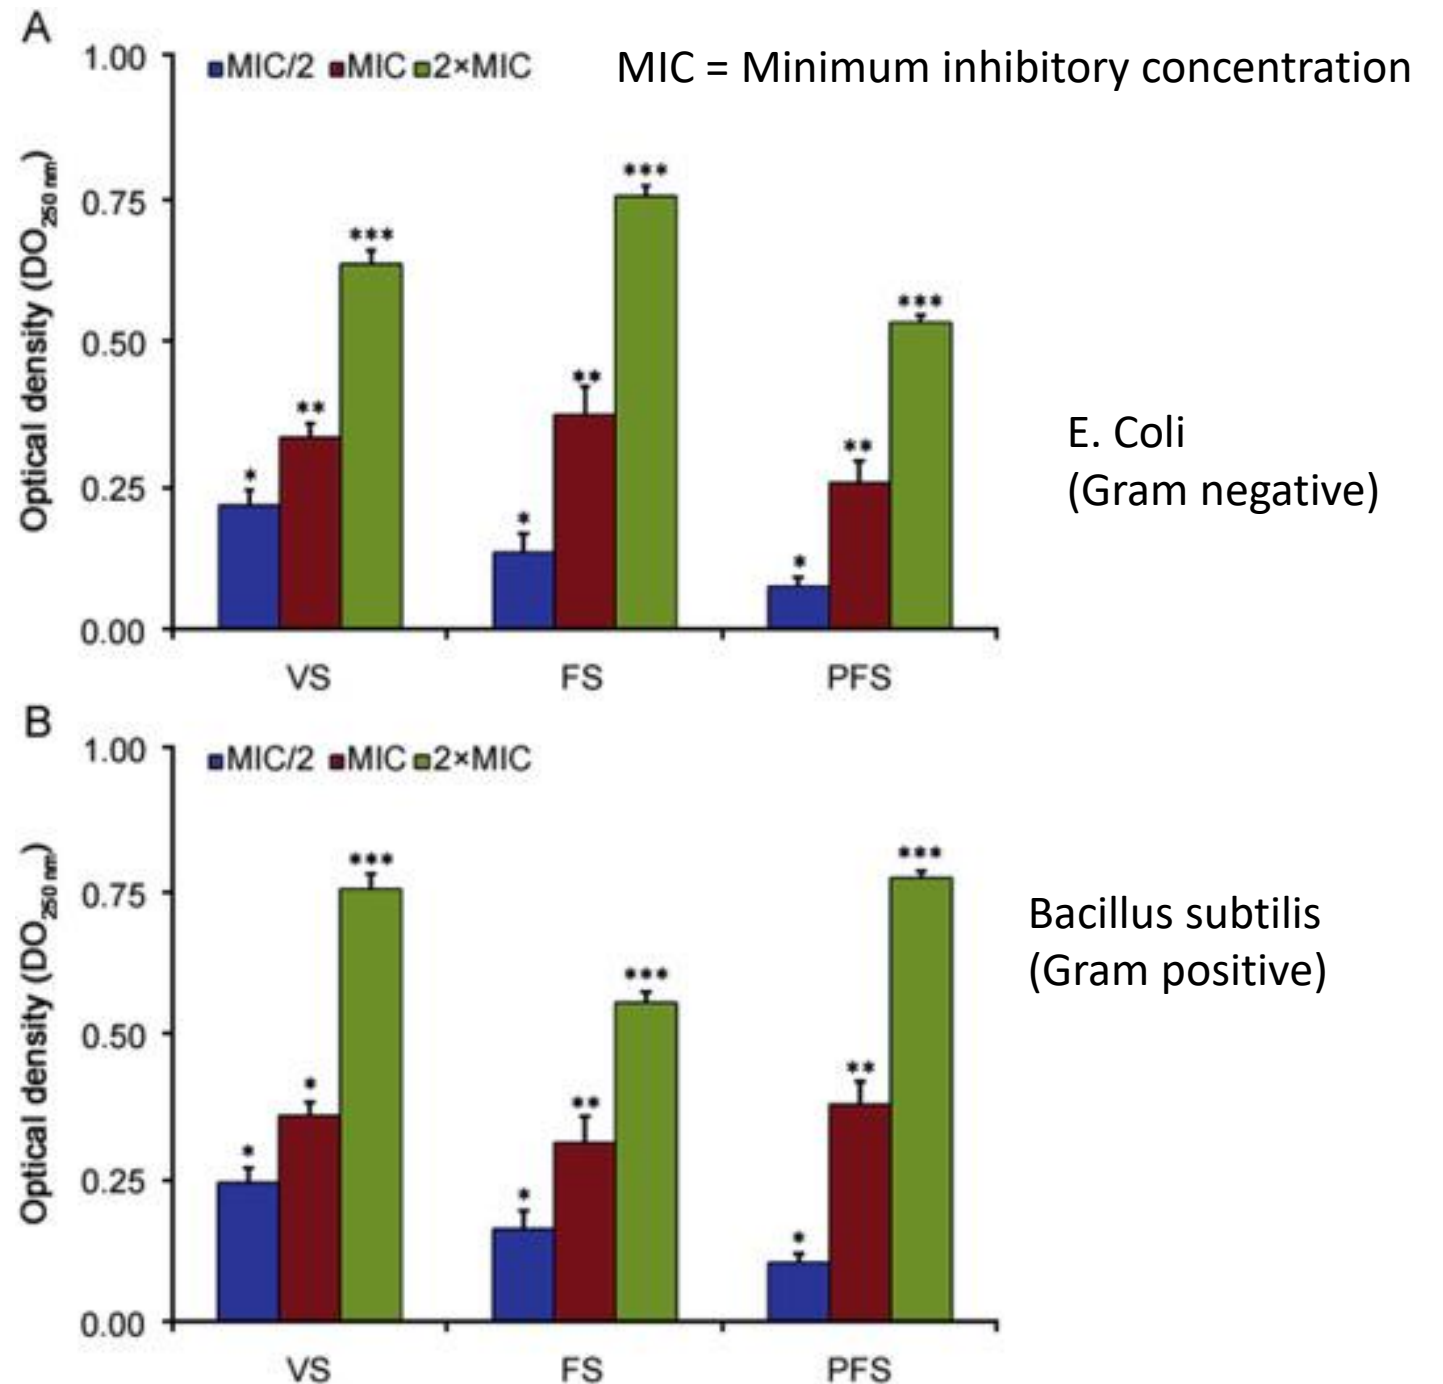 A
MIC/2 MIC 2×MIC
MIC = Minimum inhibitory concentration
1.00
0.75
0.50
0.25
0.00
Optical density (DO250 nm)
*
**
***
*
**
***
*
**
***
VS FS PFS
E. Coli
(Gram negative)
B
MIC/2 MIC 2×MIC
1.00
0.75
0.50
0.25
0.00
Optical density (DO250 nm)
*
*
***
*
**
***
*
**
***
VS FS PFS
Bacillus subtilis
(Gram positive)